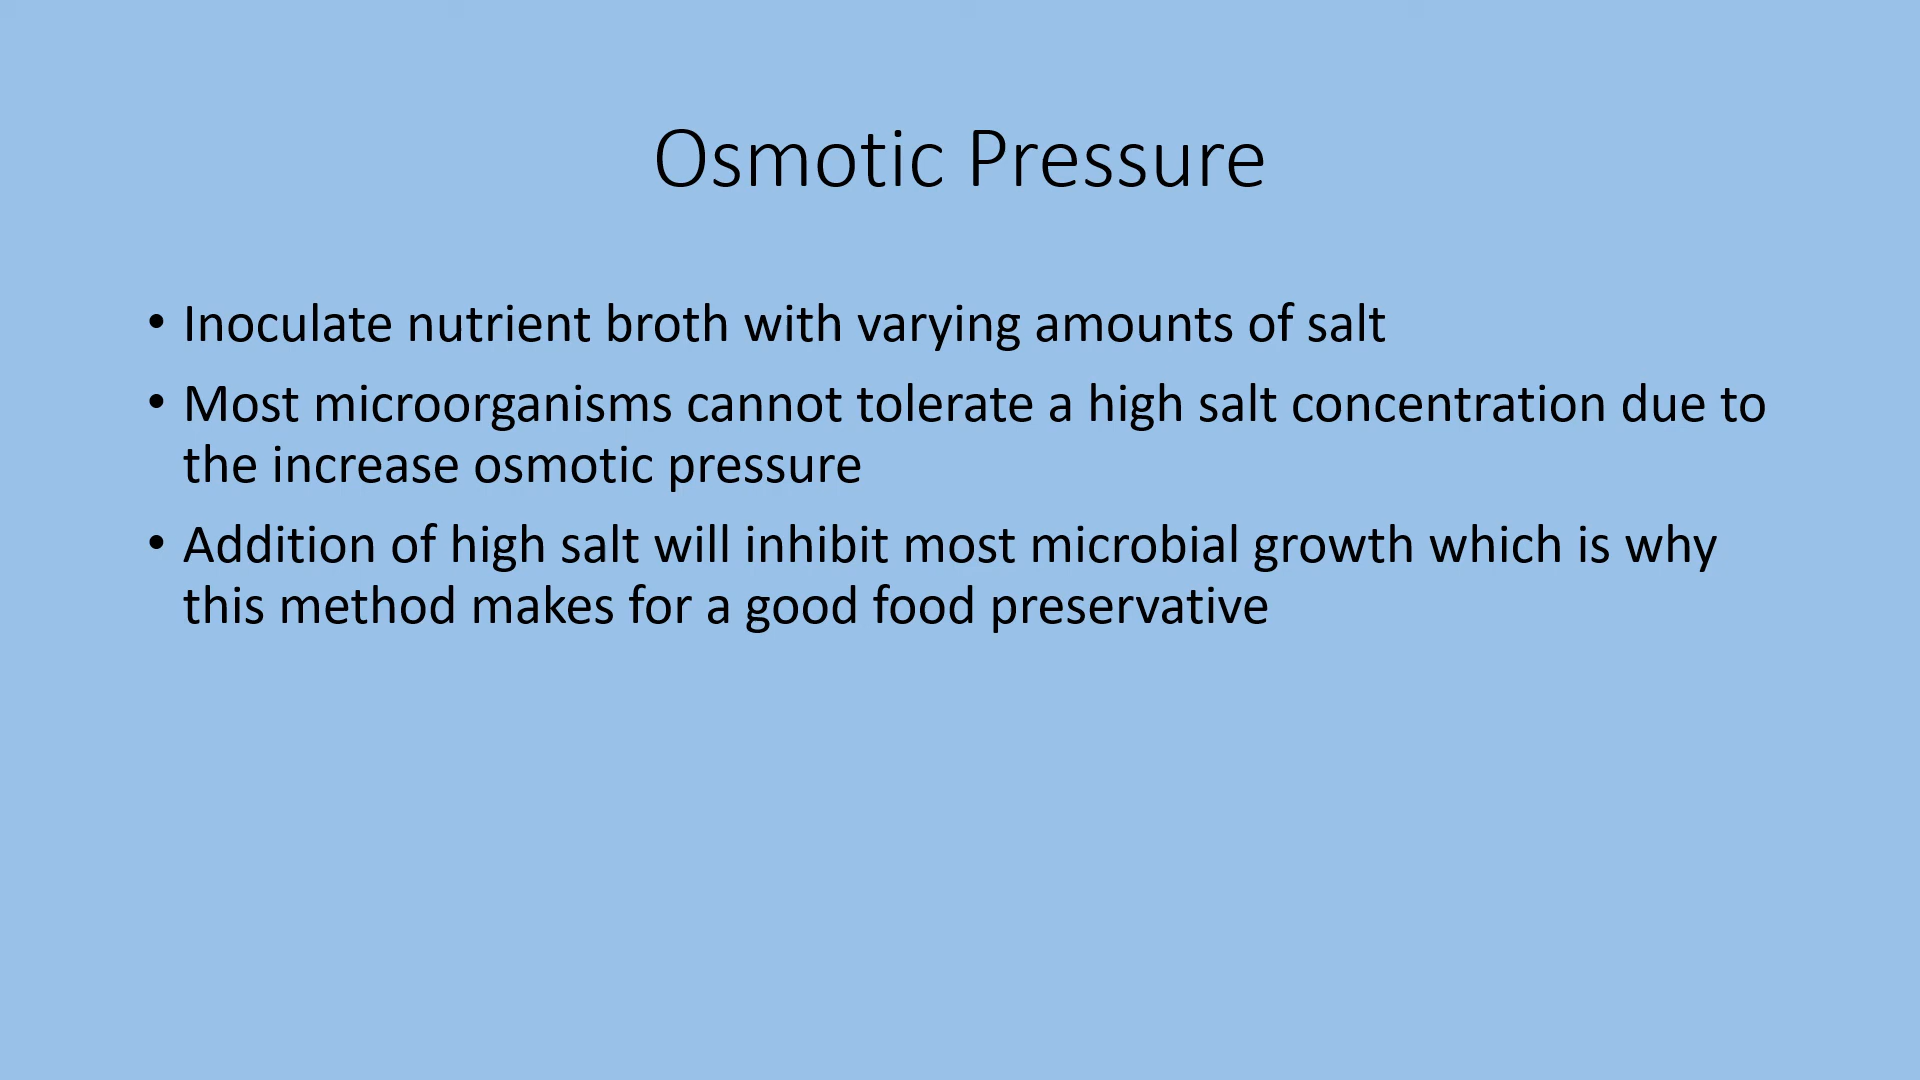 Osmotic Pressure
• Inoculate nutrient broth with varying amounts of salt
• Most microorganisms cannot tolerate a high salt concentration due to
the increase osmotic pressure
• Addition of high salt will inhibit most microbial growth which is why
this method makes for a good food preservative